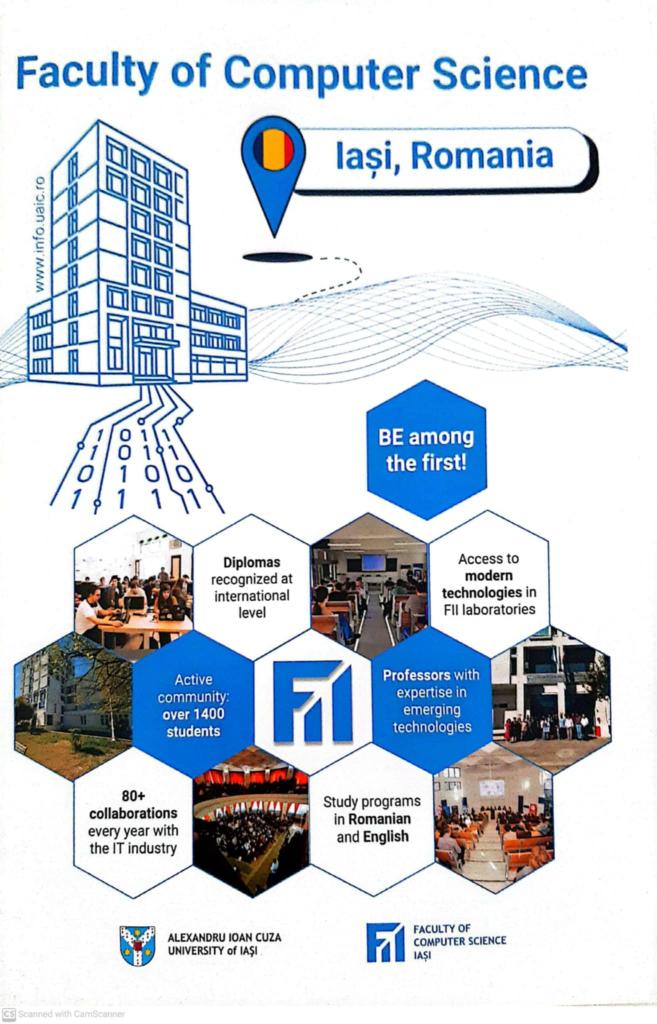 Faculty of Computer Science
Iași, Romania
www.info.uaic.ro
1 0 1
0 1 0 1 0
1 1 0 1 1
BE among
the first!
Diplomas
recognized at
international
level
Access to
modern
technologies in
FII laboratories
Active
community:
over 1400
students
FII
Professors with
expertise in
emerging
technologies
80+
collaborations
every year with
the IT industry
Study programs
in Romanian
and English
ALEXANDRU IOAN CUZA
UNIVERSITY of IAȘI
FACULTY OF
COMPUTER SCIENCE
IAȘI
CS Scanned with CamScanner